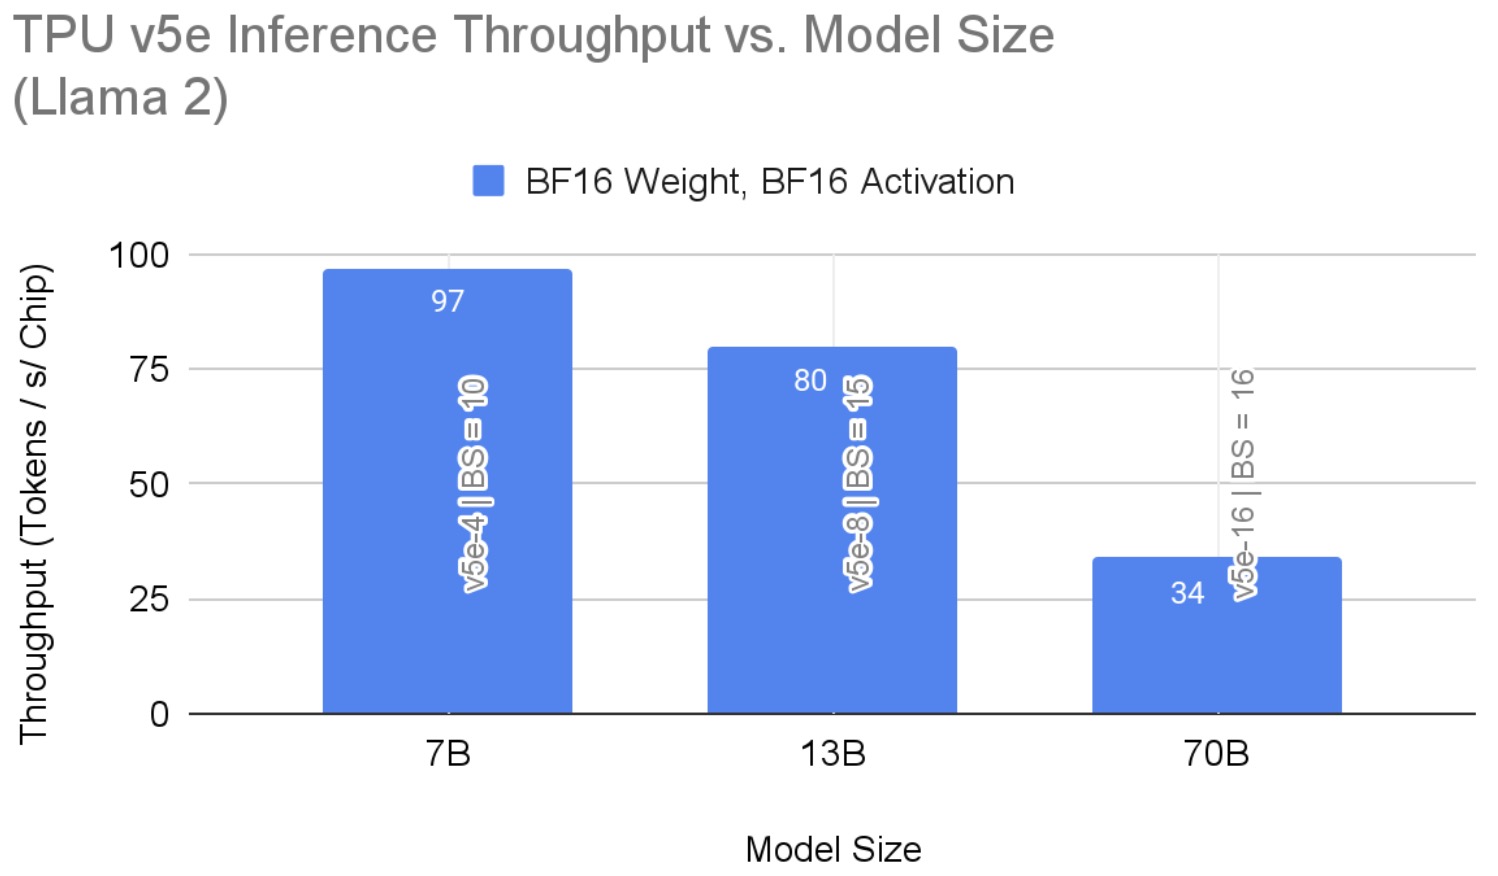 TPU v5e Inference Throughput vs. Model Size
(Llama 2)
BF16 Weight, BF16 Activation
Throughput (Tokens / s/ Chip)
100
75
50
25
0
97
v5e-4 | BS = 10
80
v5e-8 | BS = 15
34
v5e-16 | BS = 16
7B
13B
70B
Model Size